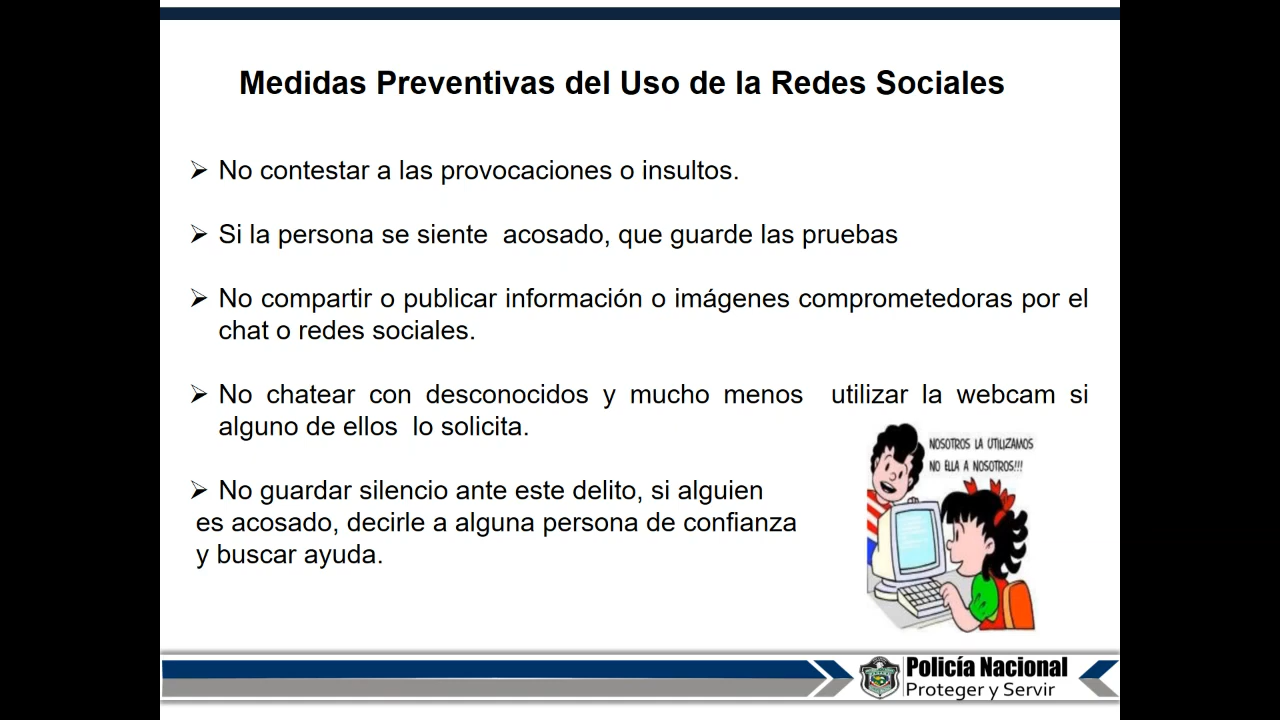 Medidas Preventivas del Uso de la Redes Sociales
➢ No contestar a las provocaciones o insultos.
➢ Si la persona se siente  acosado, que guarde las pruebas
➢ No compartir o publicar información o imágenes comprometedoras por el
chat o redes sociales.
➢ No chatear con desconocidos y mucho menos  utilizar la webcam si
alguno de ellos  lo solicita.
NOSOTROS LA UTILIZAMOS
NO ELLA A NOSOTROS!!!
➢ No guardar silencio ante este delito, si alguien
es acosado, decirle a alguna persona de confianza
y buscar ayuda.
Policía Nacional
Proteger y Servir